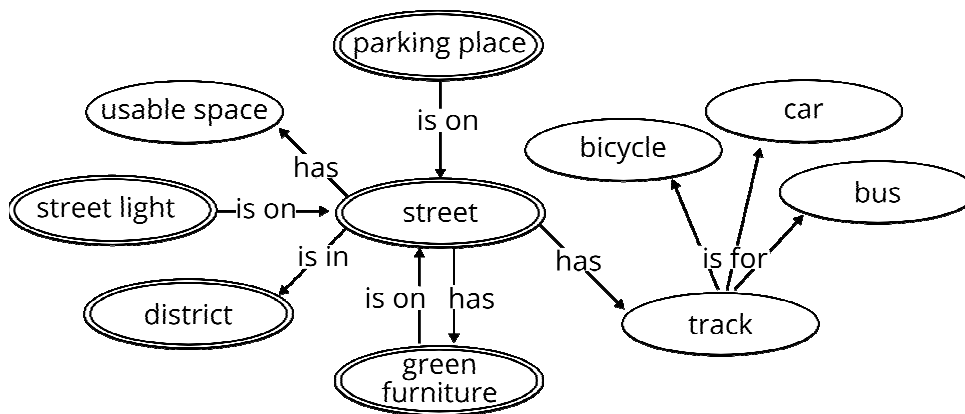 parking place
usable space
is on
car
bicycle
has
bus
street light
is on
street
is in
has
is for
district
is on
has
track
green
furniture